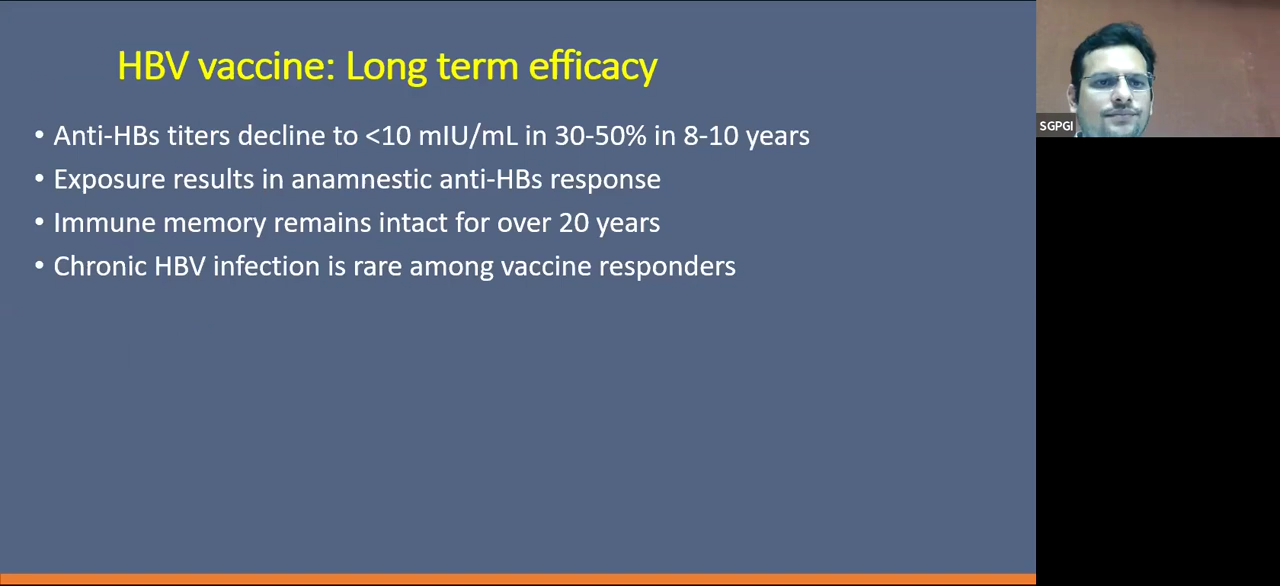 HBV vaccine: Long term efficacy
• Anti-HBs titers decline to <10 mIU/mL in 30-50% in 8-10 years
• Exposure results in anamnestic anti-HBs response
• Immune memory remains intact for over 20 years
• Chronic HBV infection is rare among vaccine responders
SGPGI